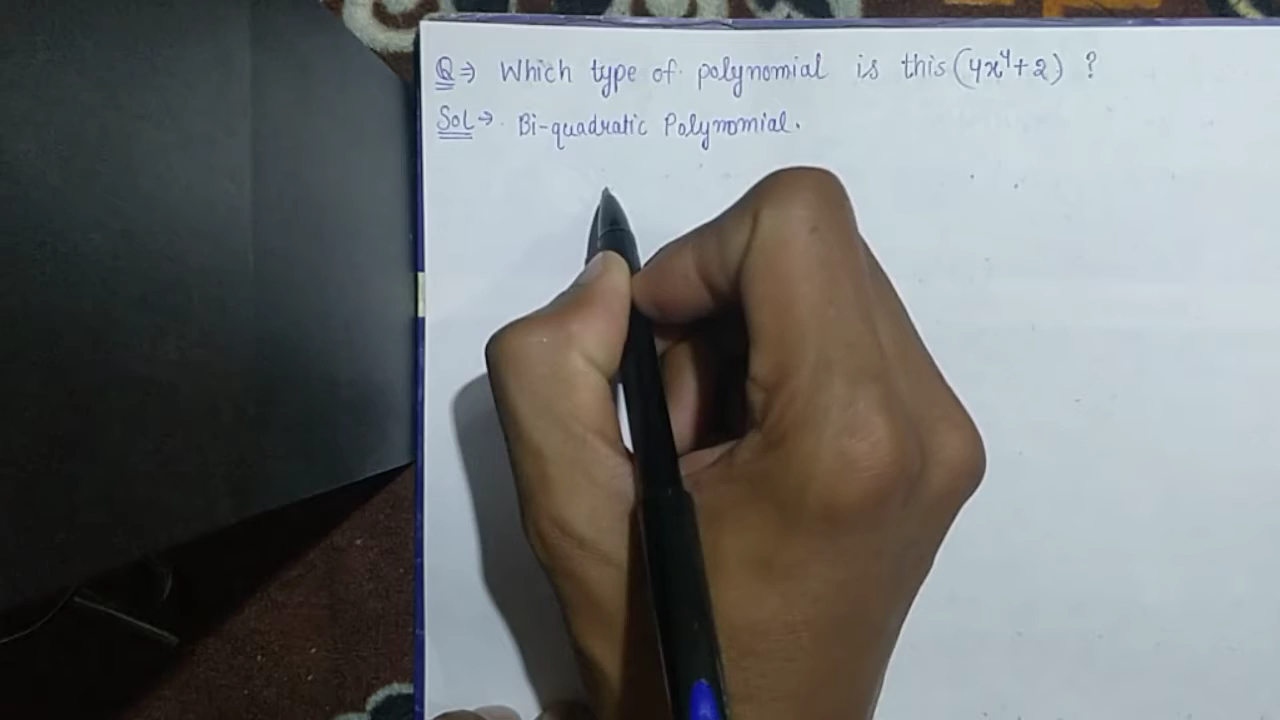 Q⇒ Which type of polynomial is this (4x⁴+2) ?
Sol→ Bi-quadratic Polynomial.